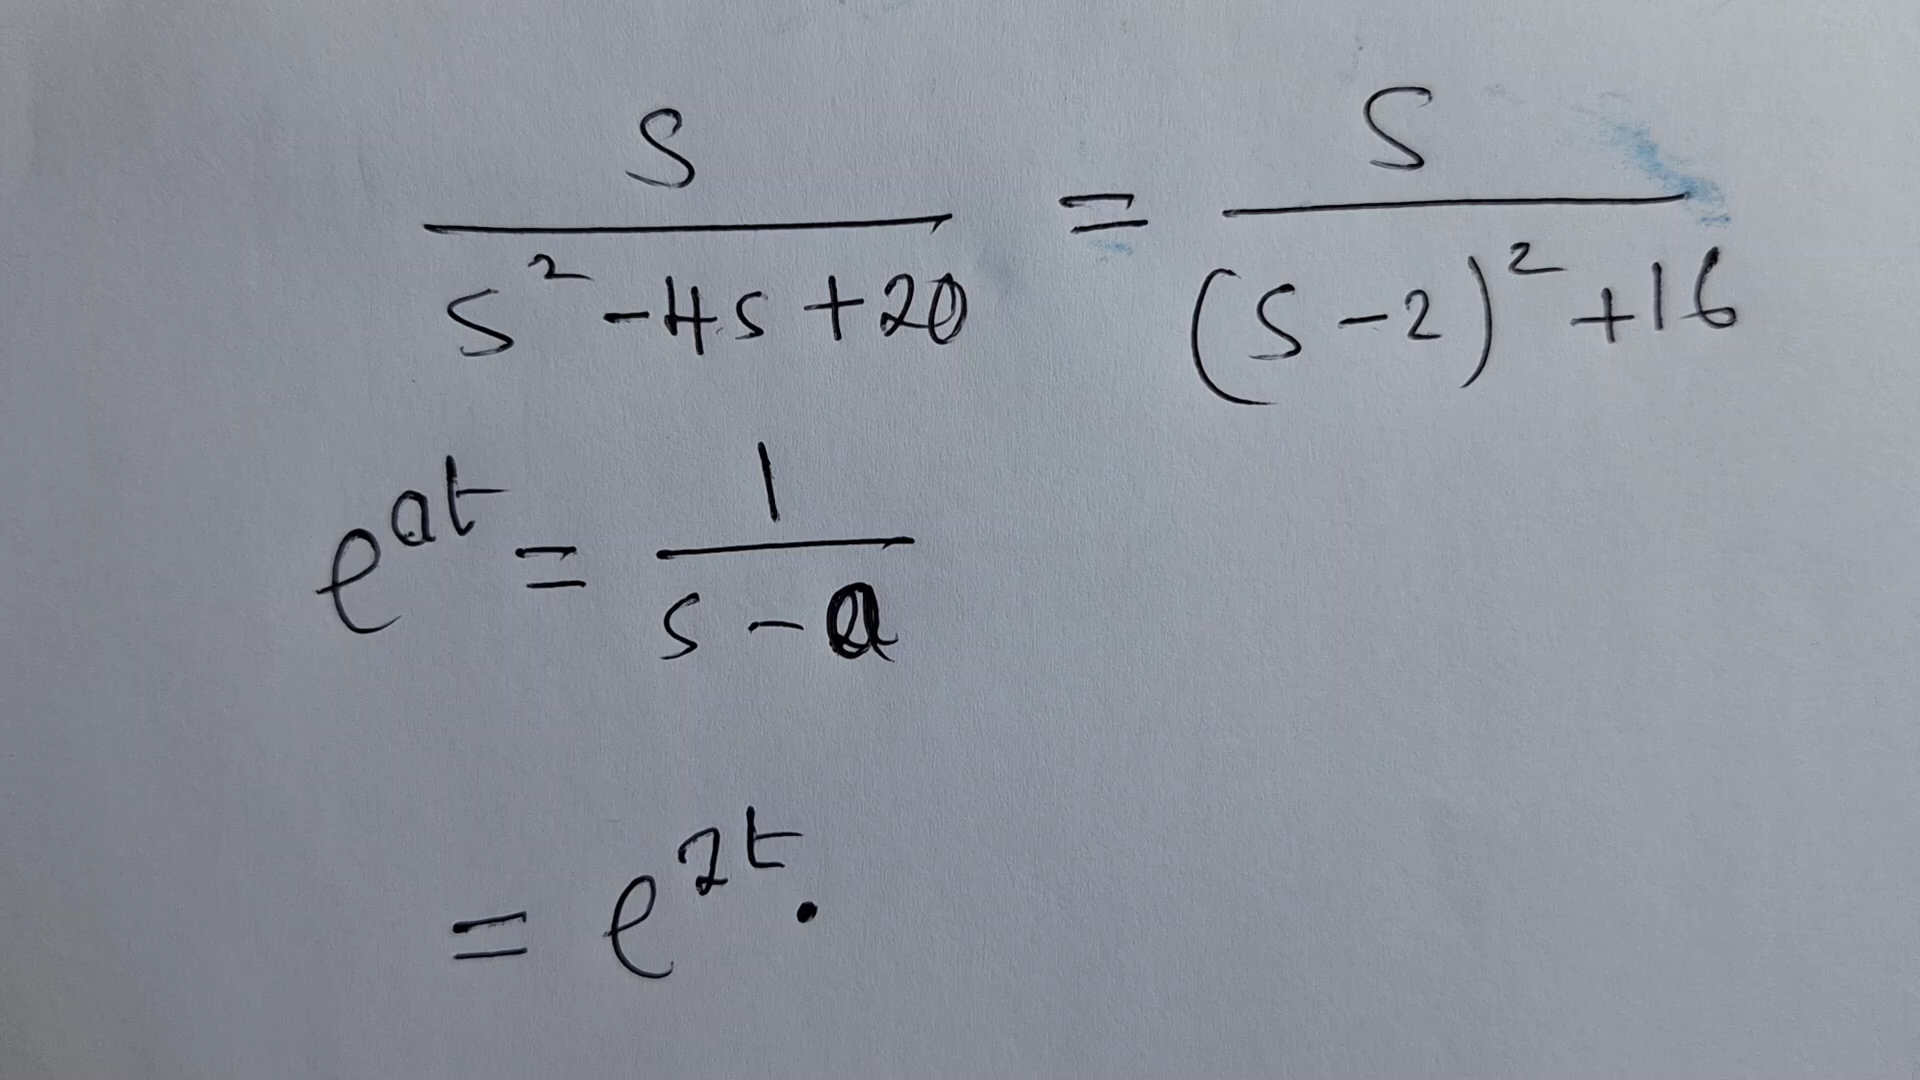 s / (s² - 4s + 20) = s / ((s - 2)² + 16)
e^at = 1 / (s - a)
= e^2t .